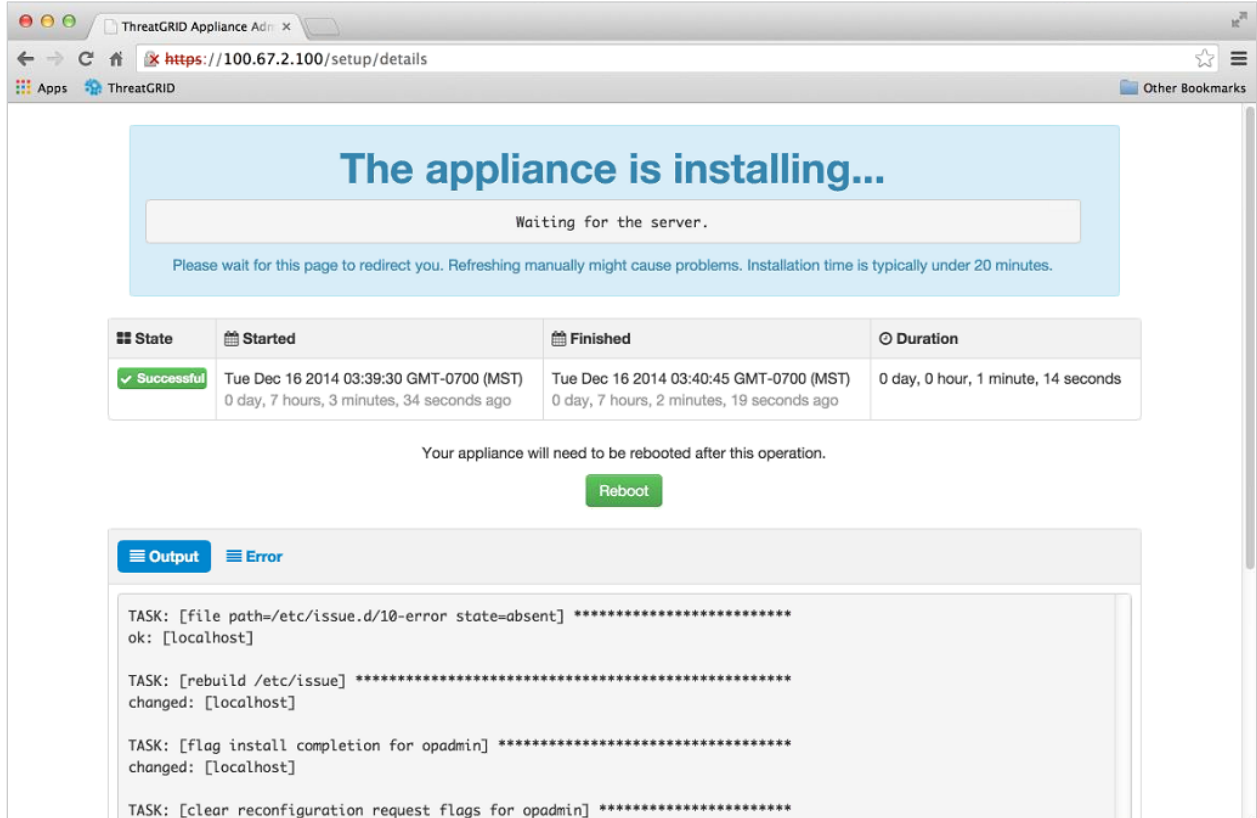 ThreatGRID Appliance Adm
https://100.67.2.100/setup/details
Apps ThreatGRID Other Bookmarks
The appliance is installing...
Waiting for the server.
Please wait for this page to redirect you. Refreshing manually might cause problems. Installation time is typically under 20 minutes.
State Started Finished Duration
Successful Tue Dec 16 2014 03:39:30 GMT-0700 (MST) Tue Dec 16 2014 03:40:45 GMT-0700 (MST) 0 day, 0 hour, 1 minute, 14 seconds
0 day, 7 hours, 3 minutes, 34 seconds ago 0 day, 7 hours, 2 minutes, 19 seconds ago
Your appliance will need to be rebooted after this operation.
Reboot
Output Error
TASK: [file path=/etc/issue.d/10-error state=absent] **************************
ok: [localhost]
TASK: [rebuild /etc/issue] ****************************************************
changed: [localhost]
TASK: [flag install completion for opadmin] ***********************************
changed: [localhost]
TASK: [clear reconfiguration request flags for opadmin] ***********************